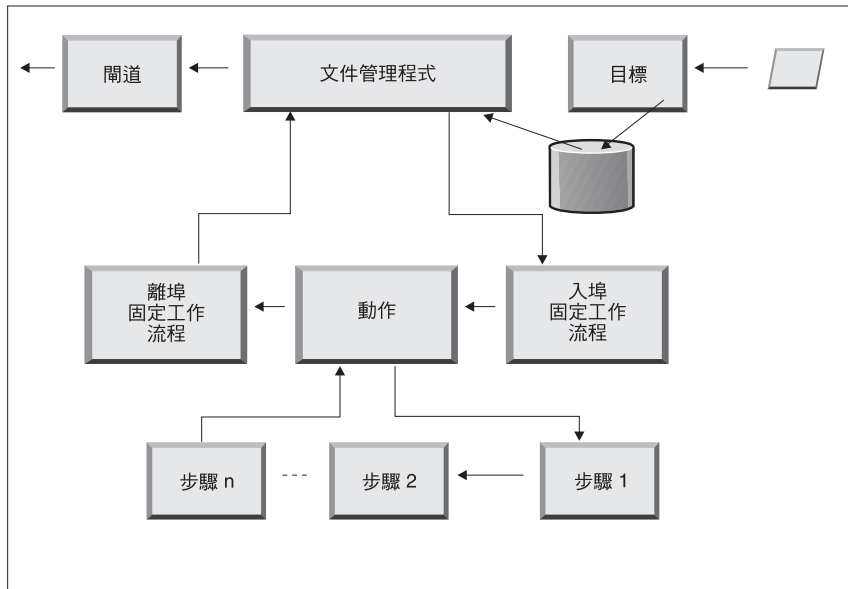 閘道
文件管理程式
目標
離埠
固定工作
流程
動作
入埠
固定工作
流程
步驟 n
步驟 2
步驟 1